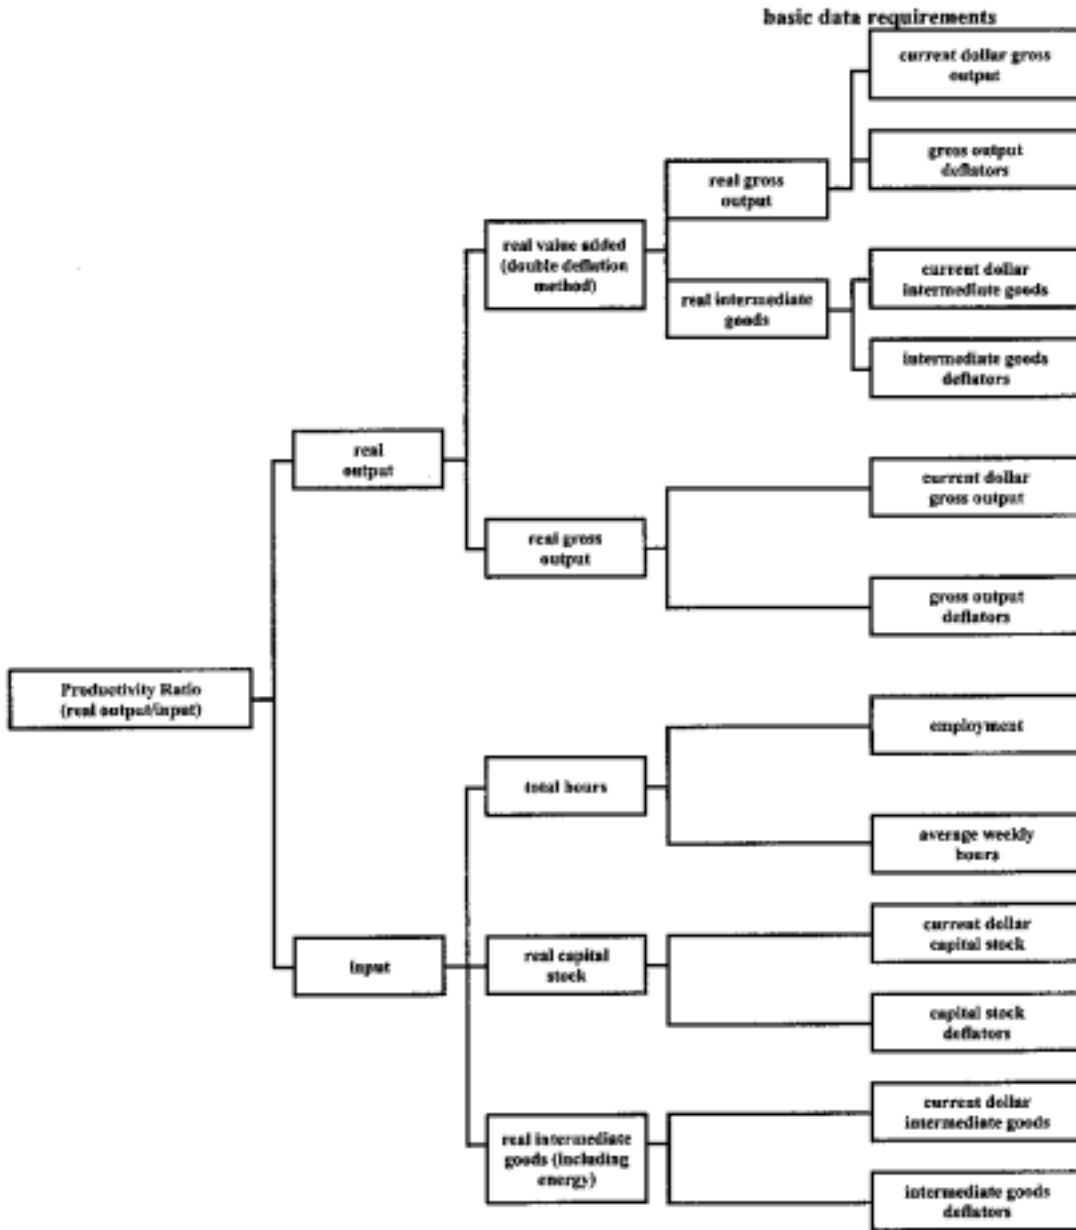 basic data requirements
current dollar gross
output
gross output
deflators
real gross
output
real value added
(double deflation
method)
current dollar
intermediate goods
real intermediate
goods
intermediate goods
deflators
real
output
current dollar
gross output
real gross
output
gross output
deflators
Productivity Ratio
(real output/input)
employment
total hours
average weekly
hours
current dollar
capital stock
input
real capital
stock
capital stock
deflators
current dollar
intermediate goods
real intermediate
goods (including
energy)
intermediate goods
deflators